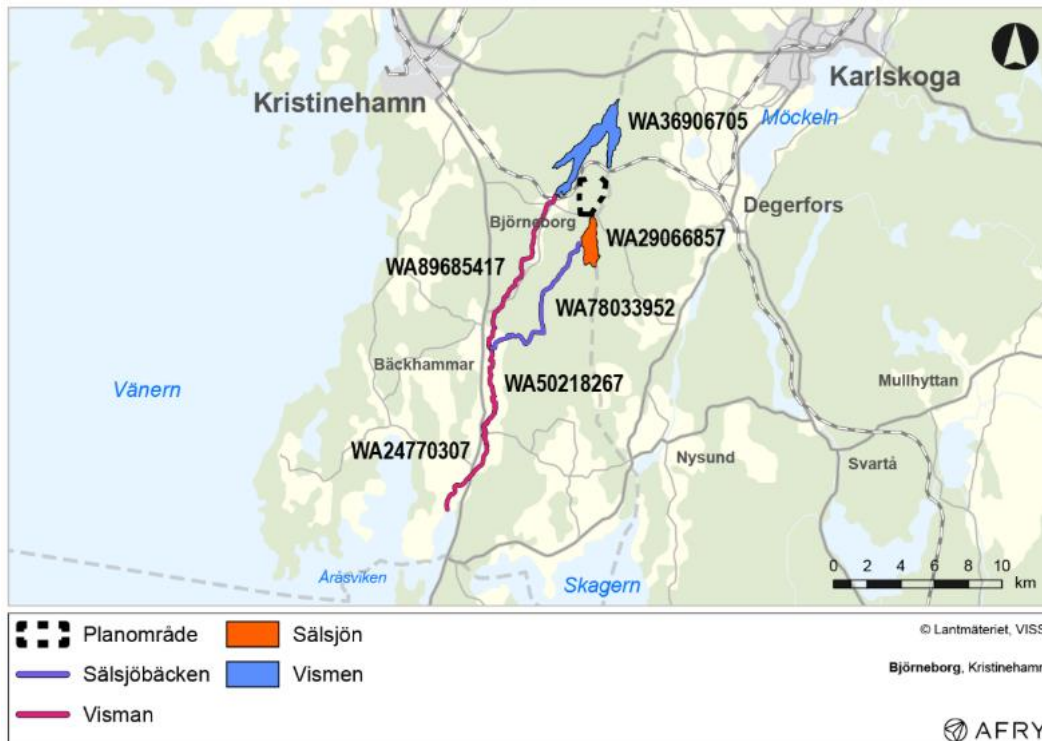 Kristinehamn
Karlskoga
Möckeln
WA36906705
Degerfors
Björneborg
WA29066857
WA89685417
WA78033952
Bäckhammar
WA50218267
Mullhyttan
Vänern
WA24770307
Nysund
Svartå
Åråsviken
Skagern
0 2 4 6 8 10
km
Planområde
Sälsjön
© Lantmäteriet, VISS
Sälsjöbäcken
Vismen
Björneborg, Kristinehamn
Visman
AFRY